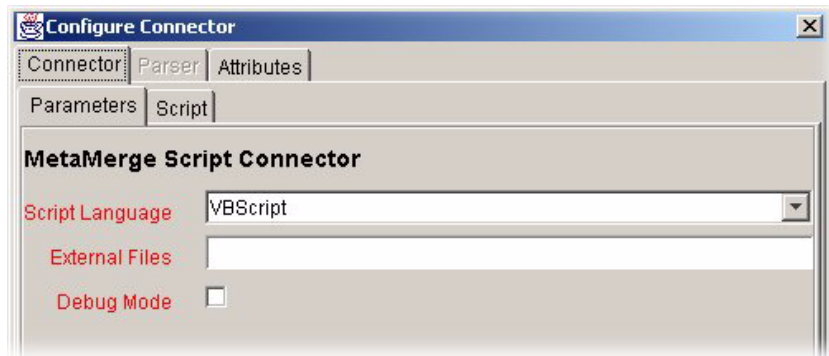 Configure Connector
Connector Parser Attributes
Parameters Script
MetaMerge Script Connector
Script Language VBScript
External Files
Debug Mode